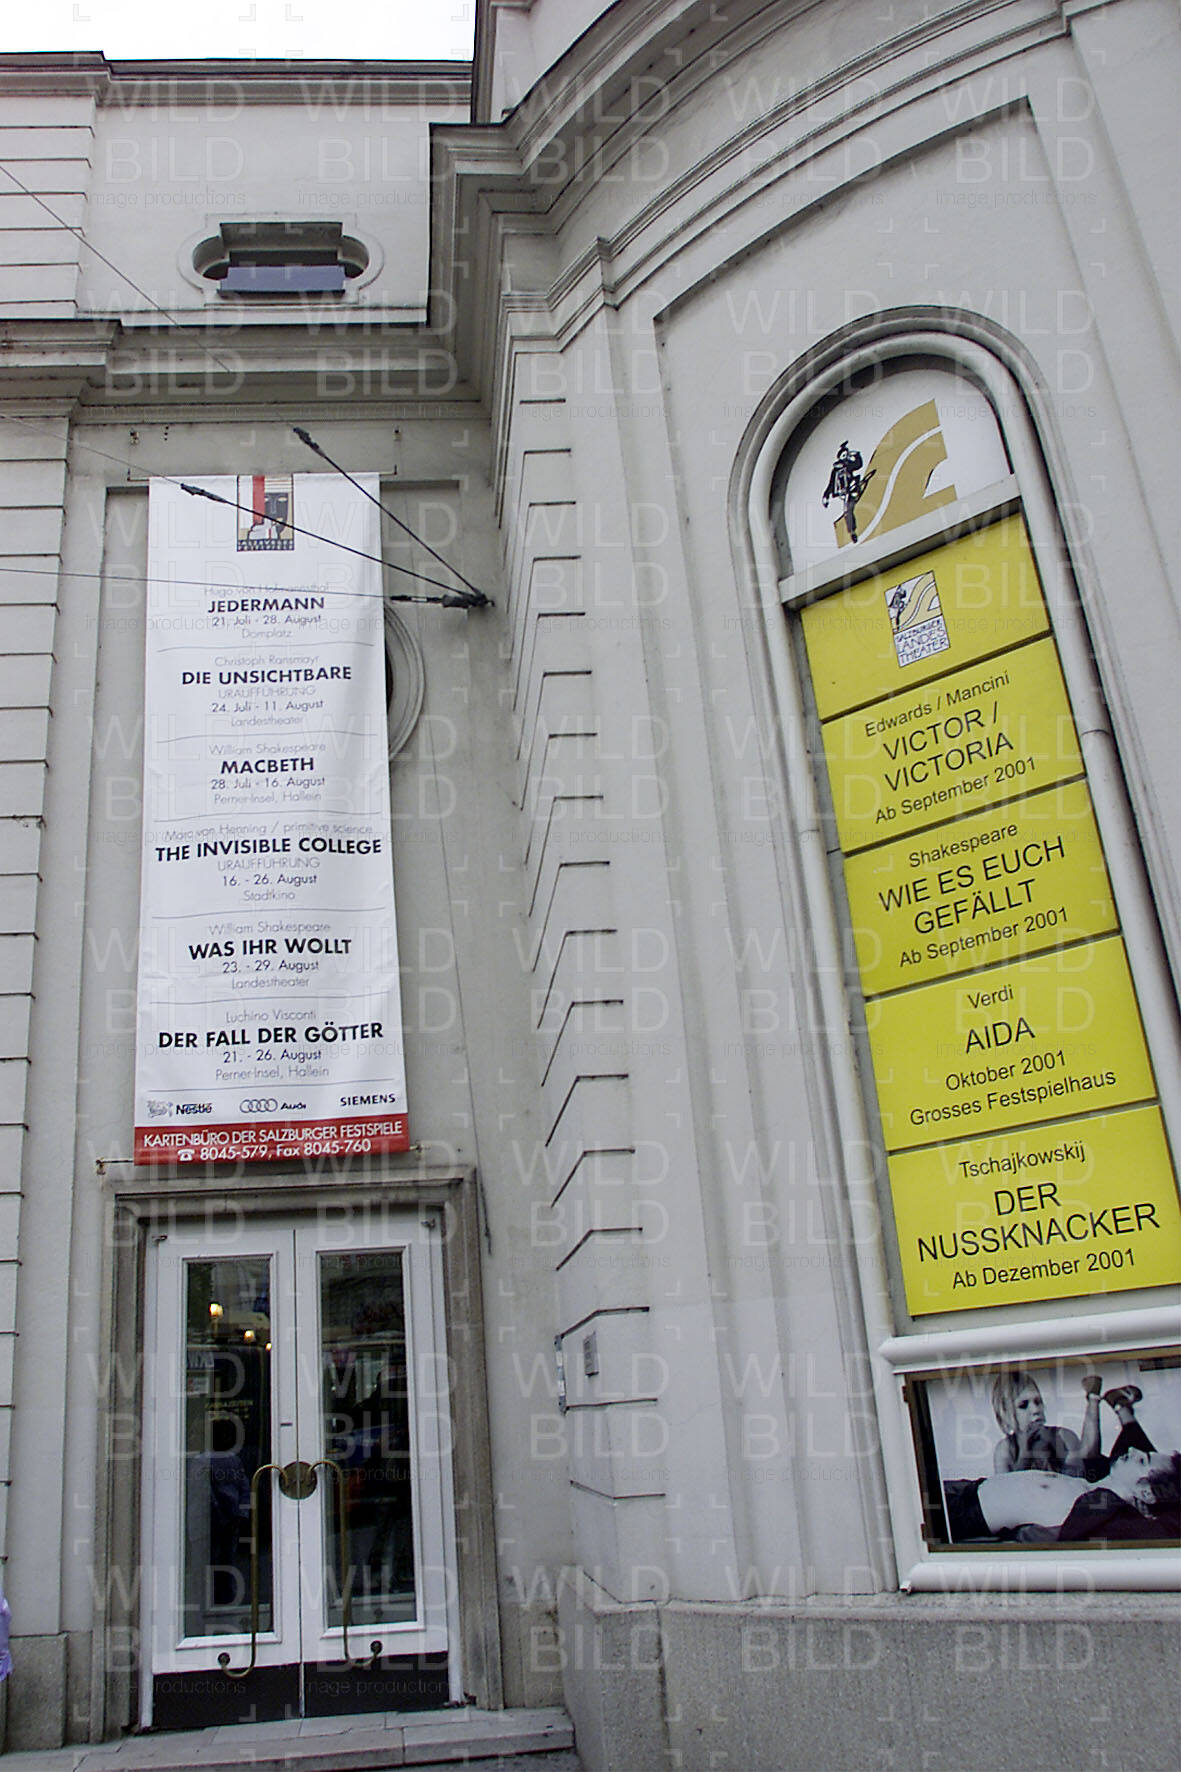 Hugo von Hofmannsthal
JEDERMANN
21. Juli - 28. August
Domplatz
Christoph Ransmayr
DIE UNSICHTBARE
URAUFFÜHRUNG
24. Juli - 11. August
Landestheater
William Shakespeare
MACBETH
28. Juli - 16. August
Perner-Insel, Hallein
Marc von Henning / primitive science
THE INVISIBLE COLLEGE
URAUFFÜHRUNG
16. - 26. August
Stadtkino
William Shakespeare
WAS IHR WOLLT
23. - 29. August
Landestheater
Luchino Visconti
DER FALL DER GÖTTER
21. - 26. August
Perner-Insel, Hallein
Nestlé Audi SIEMENS
KARTENBÜRO DER SALZBURGER FESTSPIELE
☎ 8045-579, Fax 8045-760
SALZBURGER
LANDES
THEATER
Edwards / Mancini
VICTOR /
VICTORIA
Ab September 2001
Shakespeare
WIE ES EUCH
GEFÄLLT
Ab September 2001
Verdi
AIDA
Oktober 2001
Grosses Festspielhaus
Tschajkowskij
DER
NUSSKNACKER
Ab Dezember 2001
WILD
BILD
image productions